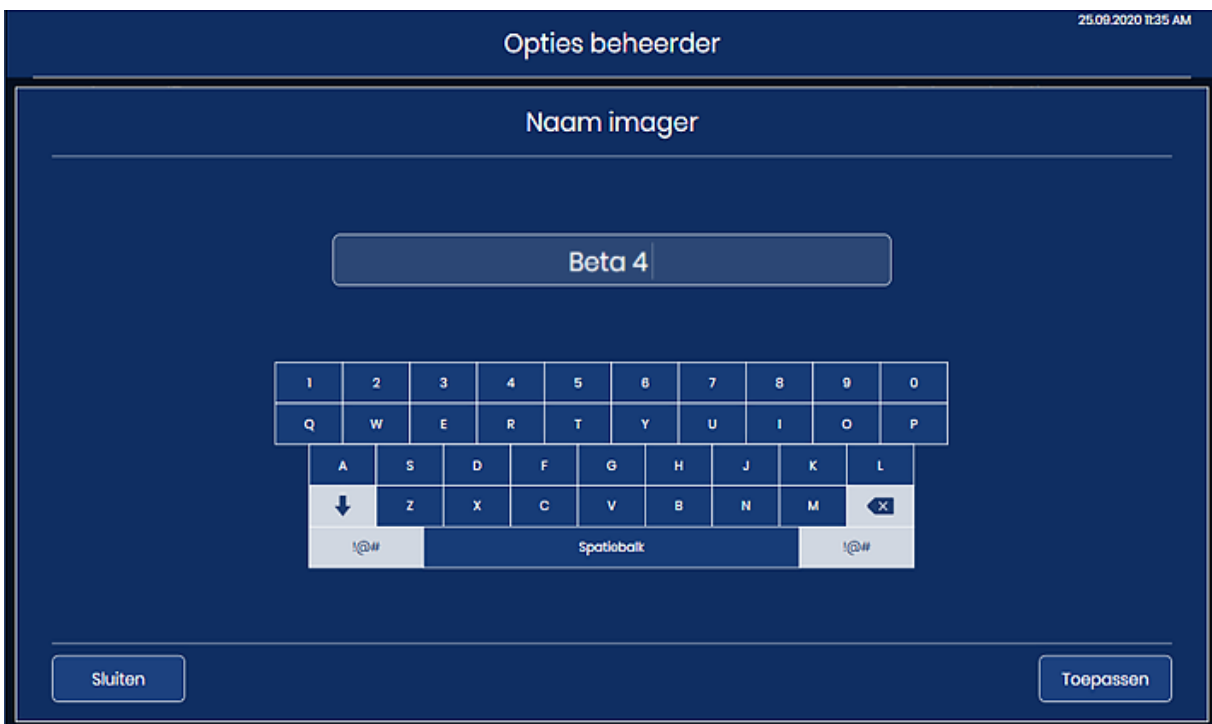 25.09.2020 11:35 AM
Opties beheerder
Naam imager
Beta 4
1 2 3 4 5 6 7 8 9 0
Q W E R T Y U I O P
A S D F G H J K L
Z X C V B N M
!@# Spatiebalk !@#
Sluiten Toepassen